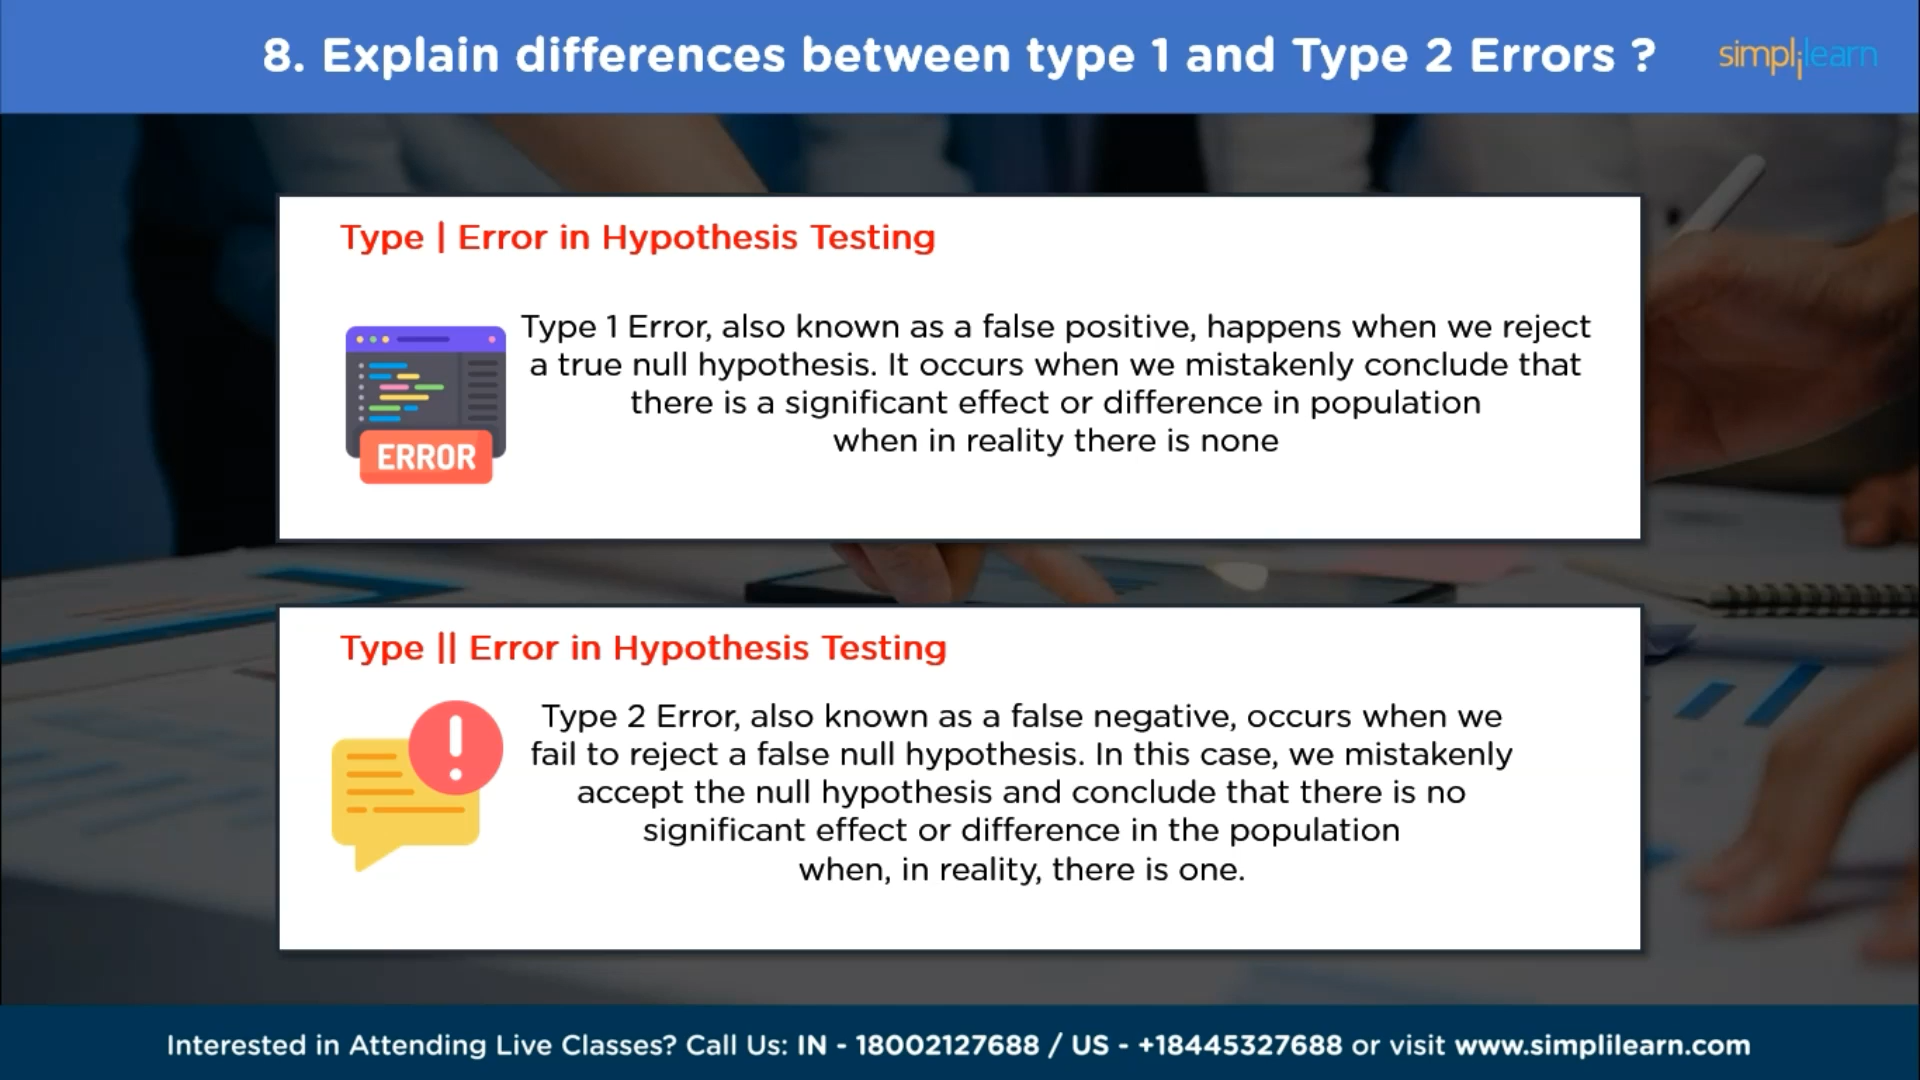 8. Explain differences between type 1 and Type 2 Errors ?
simplilearn
Type | Error in Hypothesis Testing
Type 1 Error, also known as a false positive, happens when we reject
a true null hypothesis. It occurs when we mistakenly conclude that
there is a significant effect or difference in population
when in reality there is none
ERROR
Type || Error in Hypothesis Testing
Type 2 Error, also known as a false negative, occurs when we
fail to reject a false null hypothesis. In this case, we mistakenly
accept the null hypothesis and conclude that there is no
significant effect or difference in the population
when, in reality, there is one.
Interested in Attending Live Classes? Call Us: IN - 18002127688 / US - +18445327688 or visit www.simplilearn.com